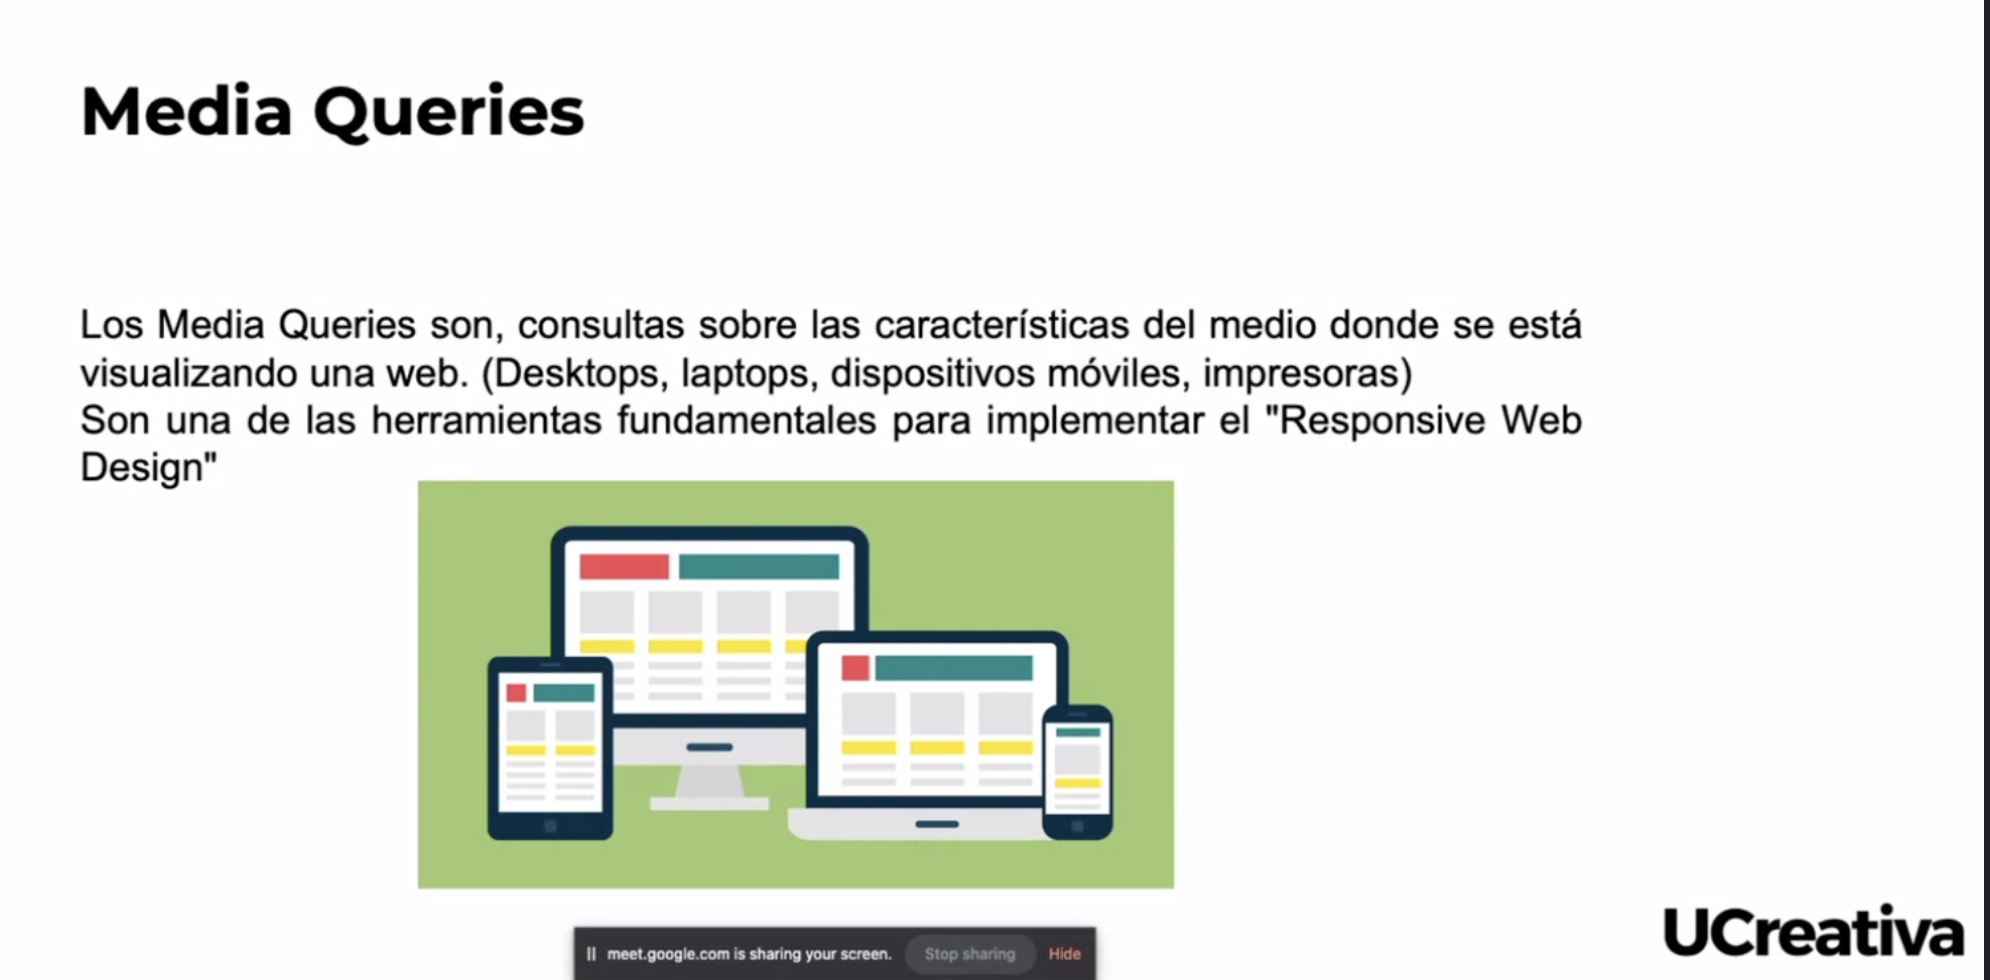 Media Queries
Los Media Queries son, consultas sobre las características del medio donde se está
visualizando una web. (Desktops, laptops, dispositivos móviles, impresoras)
Son una de las herramientas fundamentales para implementar el "Responsive Web
Design"
meet.google.com is sharing your screen. Stop sharing Hide
UCreativa